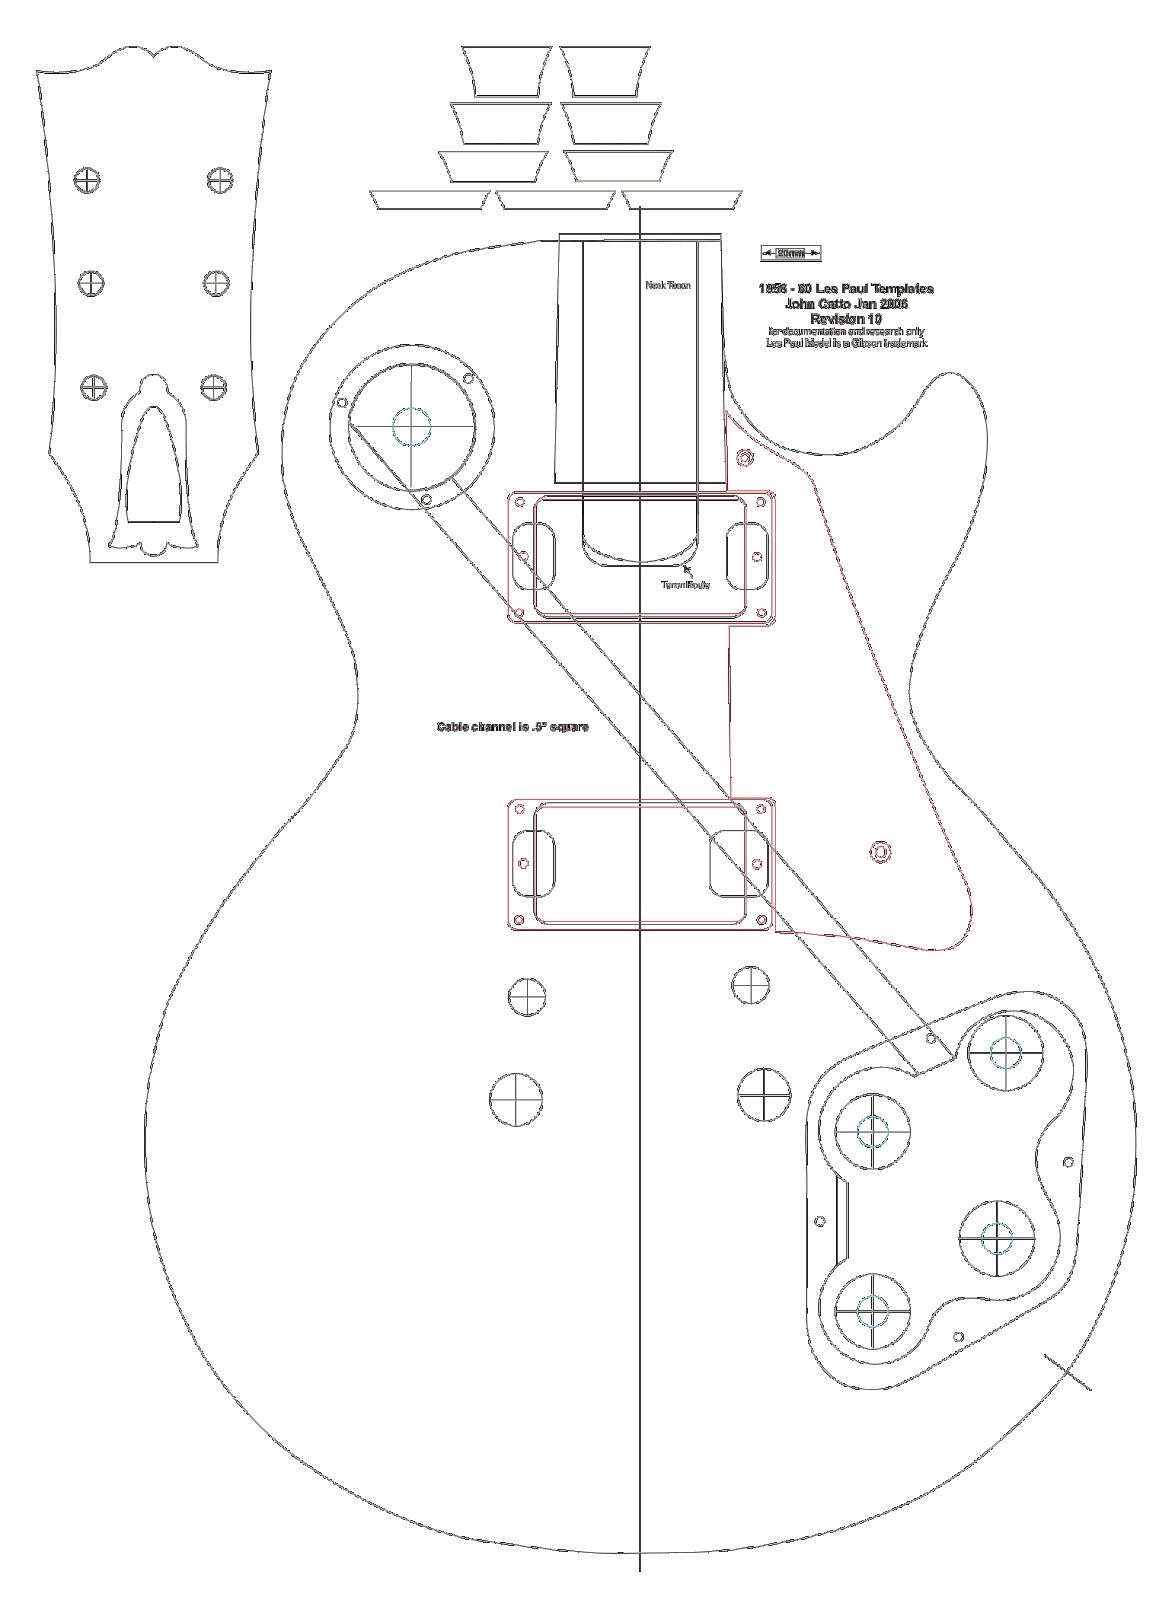 20mm
1958 - 60 Les Paul Templates
John Catto Jan 2006
Revision 10
for documentation and research only
Les Paul Model is a Gibson trademark
Neck Tenon
Tenon Route
Cable channel is .5" square